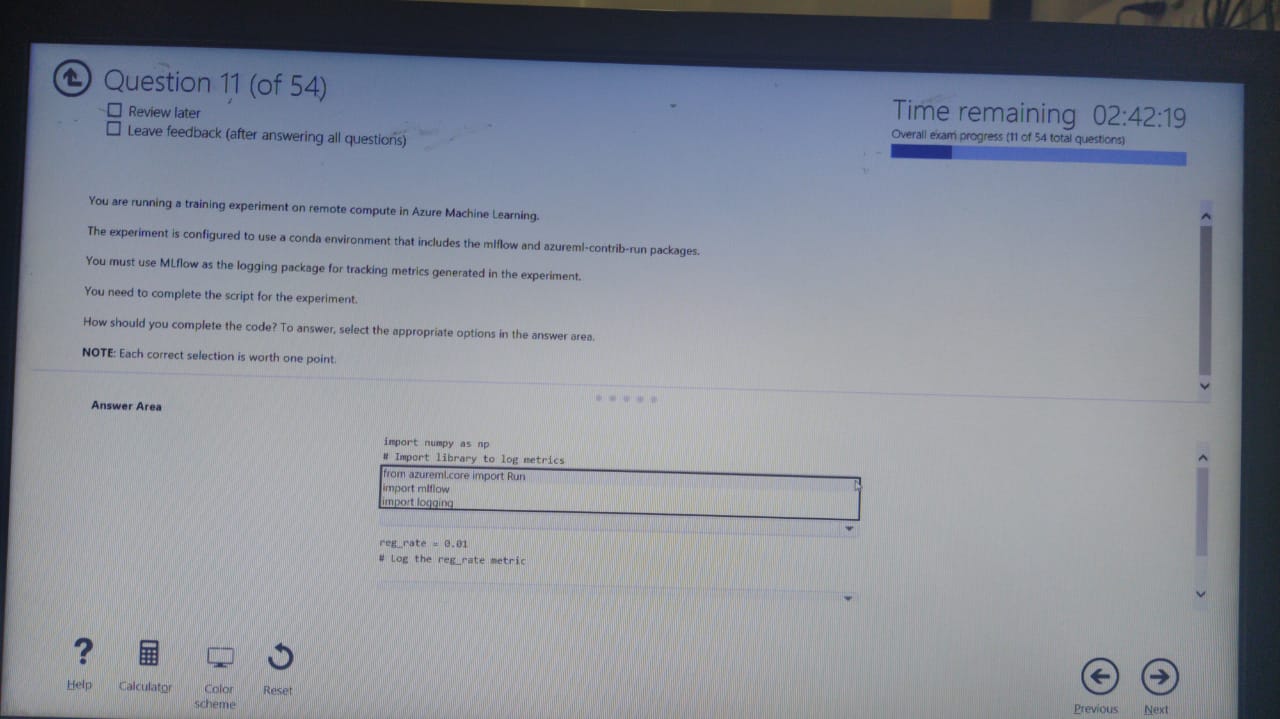 Question 11 (of 54)
Review later
Leave feedback (after answering all questions)
Time remaining 02:42:19
Overall exam progress (11 of 54 total questions)
You are running a training experiment on remote compute in Azure Machine Learning.
The experiment is configured to use a conda environment that includes the mlflow and azureml-contrib-run packages.
You must use MLflow as the logging package for tracking metrics generated in the experiment.
You need to complete the script for the experiment.
How should you complete the code? To answer, select the appropriate options in the answer area.
NOTE: Each correct selection is worth one point.
Answer Area
import numpy as np
# Import library to log metrics
from azureml.core import Run
import mlflow
import logging
reg_rate = 0.01
# Log the reg_rate metric
? Help
Calculator
Color scheme
Reset
Previous
Next